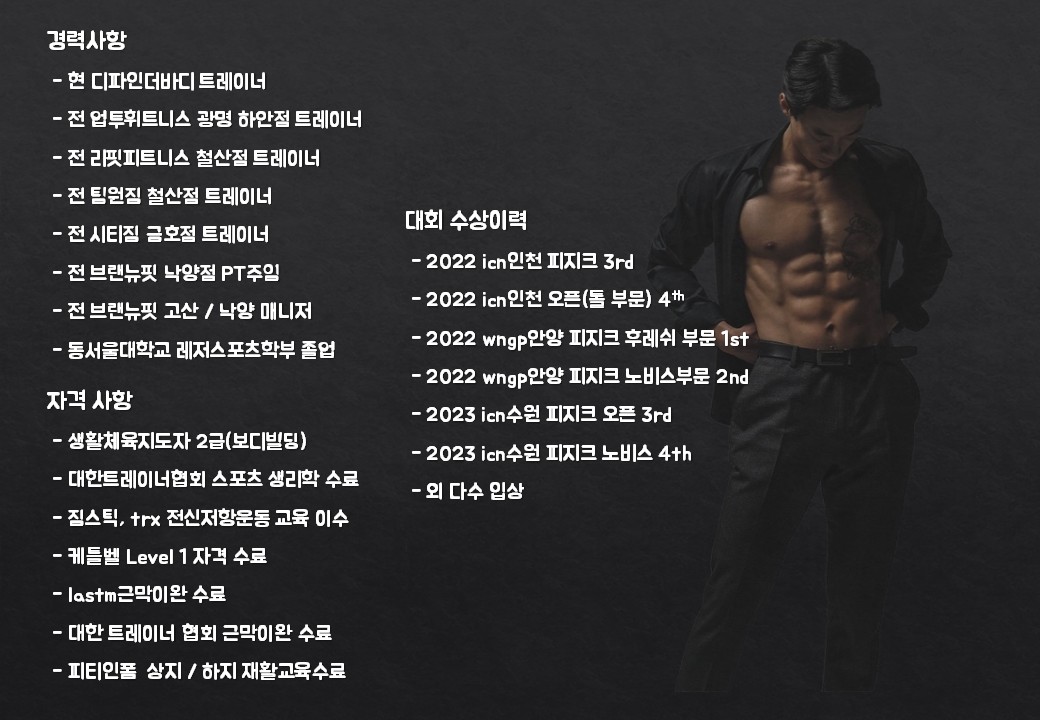 경력사항
- 현 디파인더바디 트레이너
- 전 업투휘트니스 광명 하안점 트레이너
- 전 리핏피트니스 철산점 트레이너
- 전 팀원짐 철산점 트레이너
- 전 시티짐 금호점 트레이너
- 전 브랜뉴핏 낙양점 PT주임
- 전 브랜뉴핏 고산 / 낙양 매니저
- 동서울대학교 레저스포츠학부 졸업
자격 사항
- 생활체육지도자 2급(보디빌딩)
- 대한트레이너협회 스포츠 생리학 수료
- 짐스틱, trx 전신저항운동 교육 이수
- 케틀벨 Level 1 자격 수료
- lastm근막이완 수료
- 대한 트레이너 협회 근막이완 수료
- 피티인폼 상지 / 하지 재활교육수료
대회 수상이력
- 2022 icn인천 피지크 3rd
- 2022 icn인천 오픈(톨 부문) 4th
- 2022 wngp안양 피지크 후레쉬 부문 1st
- 2022 wngp안양 피지크 노비스부문 2nd
- 2023 icn수원 피지크 오픈 3rd
- 2023 icn수원 피지크 노비스 4th
- 외 다수 입상